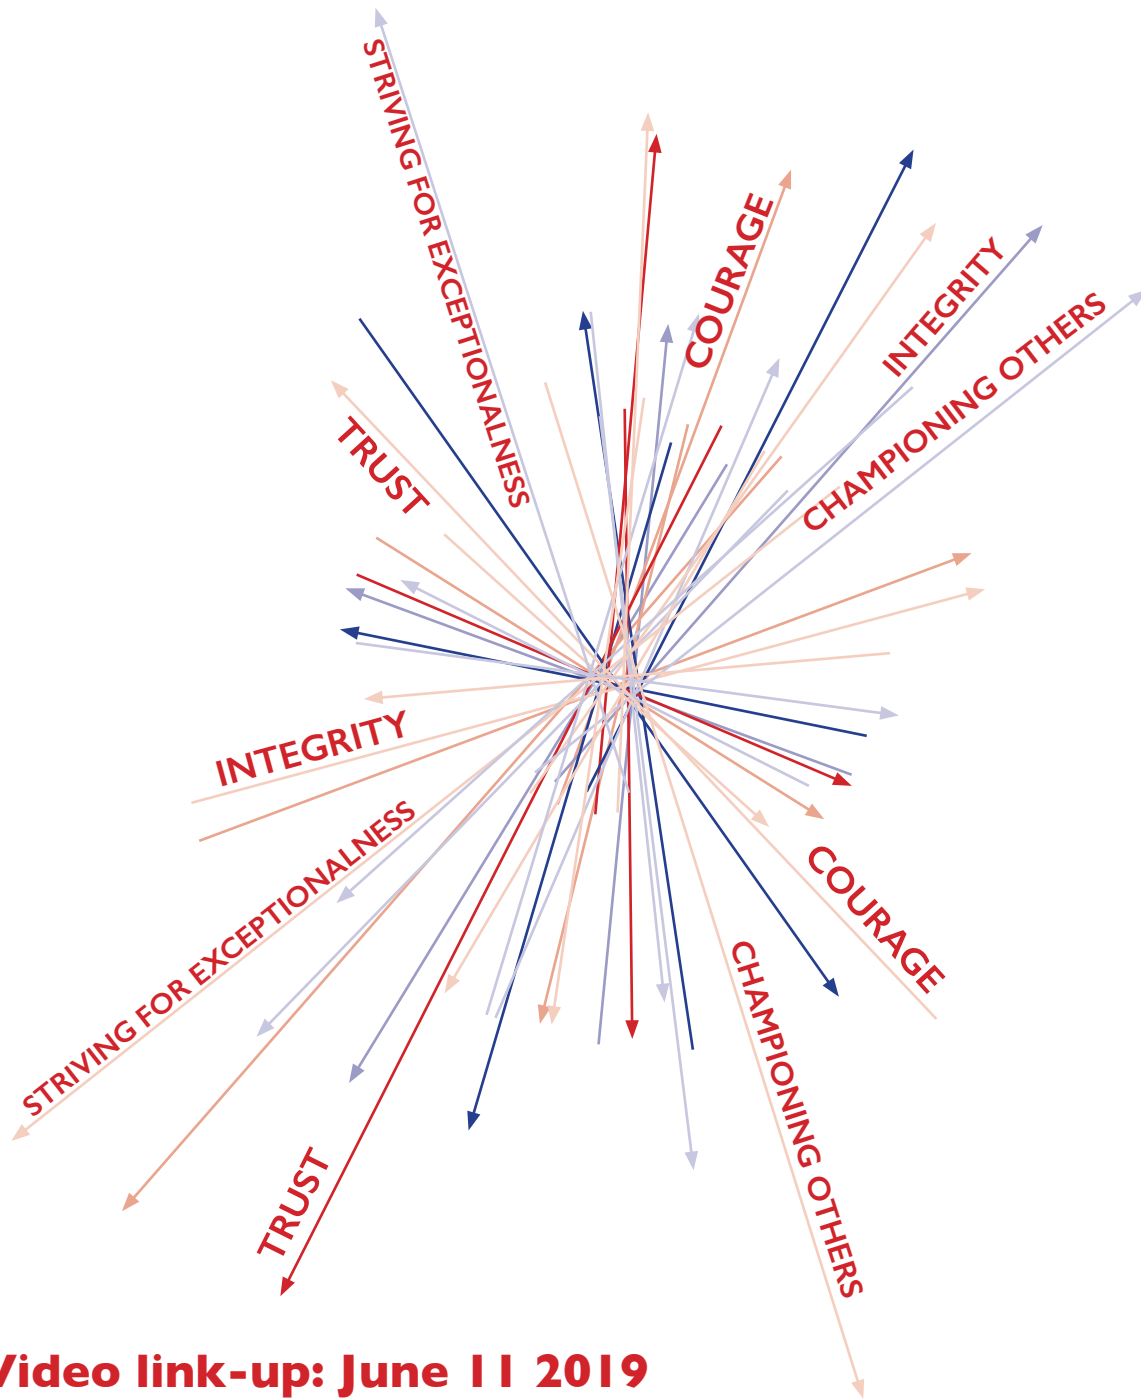 STRIVING FOR EXCEPTIONALNESS
COURAGE
INTEGRITY
CHAMPIONING OTHERS
TRUST
INTEGRITY
STRIVING FOR EXCEPTIONALNESS
COURAGE
CHAMPIONING OTHERS
TRUST
Video link-up: June 11 2019